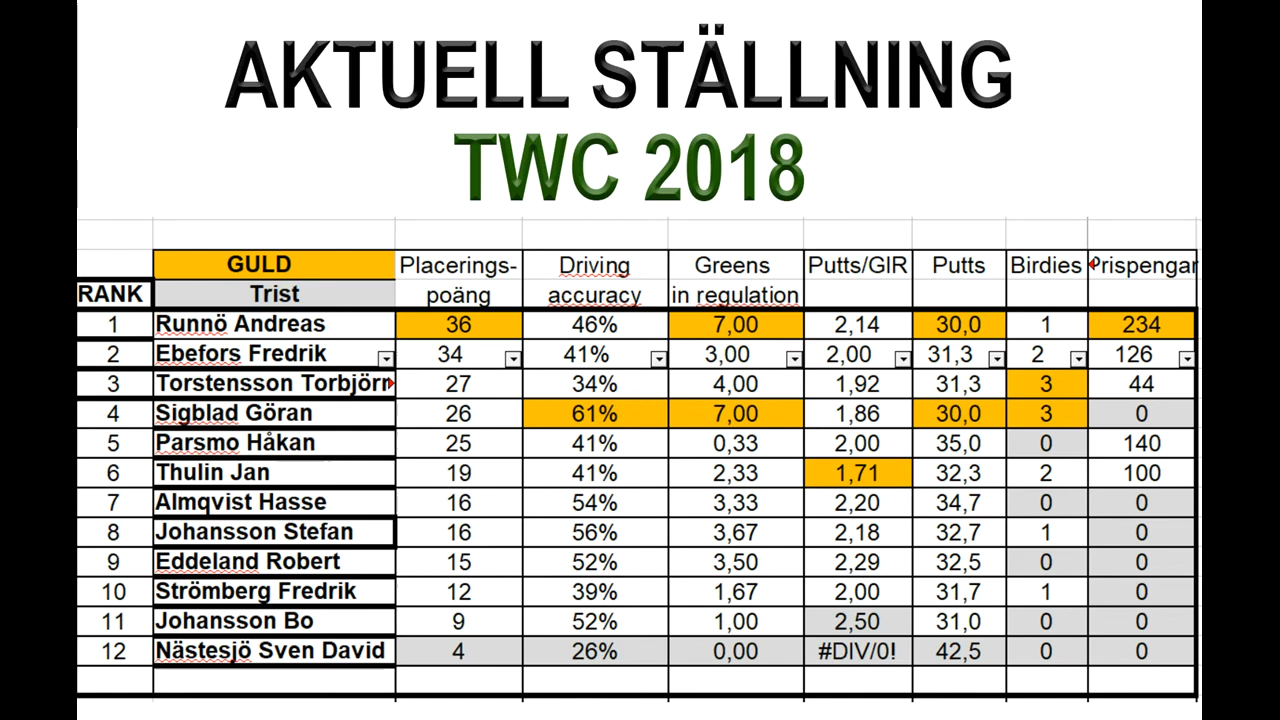 AKTUELL STÄLLNING
TWC 2018
GULD Placerings- Driving Greens Putts/GIR Putts Birdies Prispengar
RANK Trist poäng accuracy in regulation
1 Runnö Andreas 36 46% 7,00 2,14 30,0 1 234
2 Ebefors Fredrik 34 41% 3,00 2,00 31,3 2 126
3 Torstensson Torbjörn 27 34% 4,00 1,92 31,3 3 44
4 Sigblad Göran 26 61% 7,00 1,86 30,0 3 0
5 Parsmo Håkan 25 41% 0,33 2,00 35,0 0 140
6 Thulin Jan 19 41% 2,33 1,71 32,3 2 100
7 Almqvist Hasse 16 54% 3,33 2,20 34,7 0 0
8 Johansson Stefan 16 56% 3,67 2,18 32,7 1 0
9 Eddeland Robert 15 52% 3,50 2,29 32,5 0 0
10 Strömberg Fredrik 12 39% 1,67 2,00 31,7 1 0
11 Johansson Bo 9 52% 1,00 2,50 31,0 0 0
12 Nästesjö Sven David 4 26% 0,00 #DIV/0! 42,5 0 0